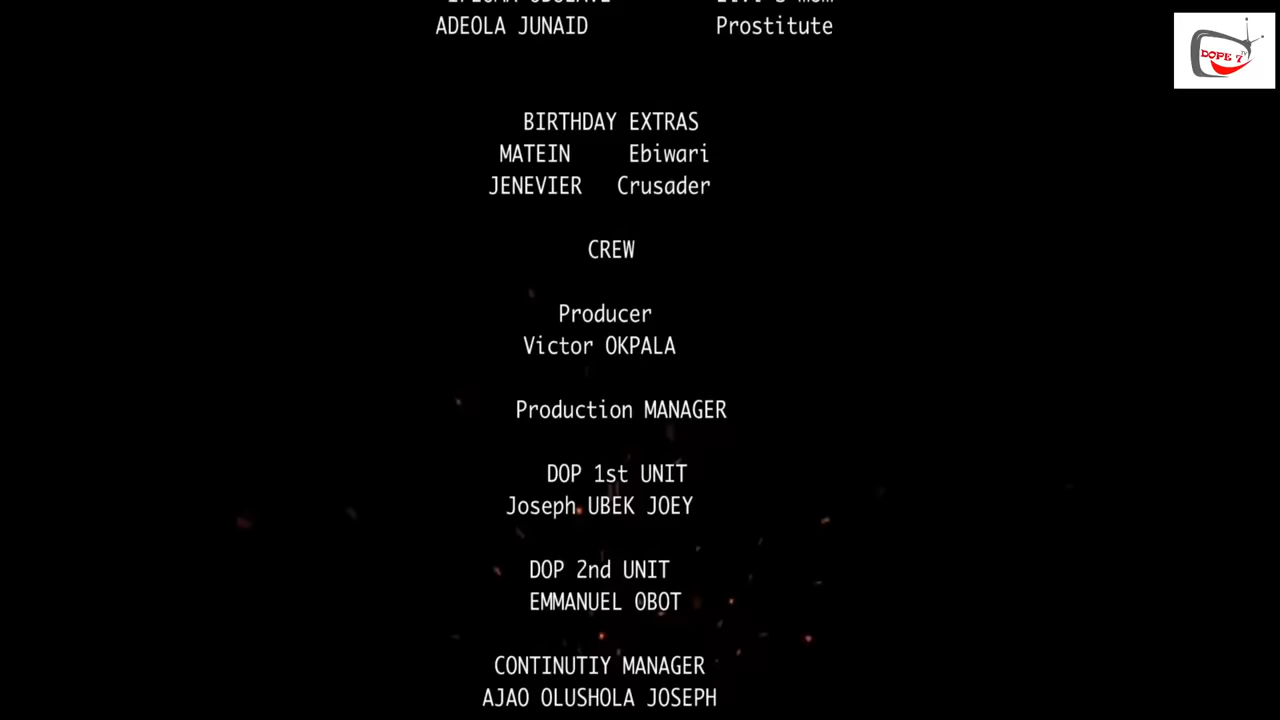 ADEOLA JUNAID Prostitute
BIRTHDAY EXTRAS
MATEIN Ebiwari
JENEVIER Crusader
CREW
Producer
Victor OKPALA
Production MANAGER
DOP 1st UNIT
Joseph UBEK JOEY
DOP 2nd UNIT
EMMANUEL OBOT
CONTINUTIY MANAGER
AJAO OLUSHOLA JOSEPH
DOPE 7 TV